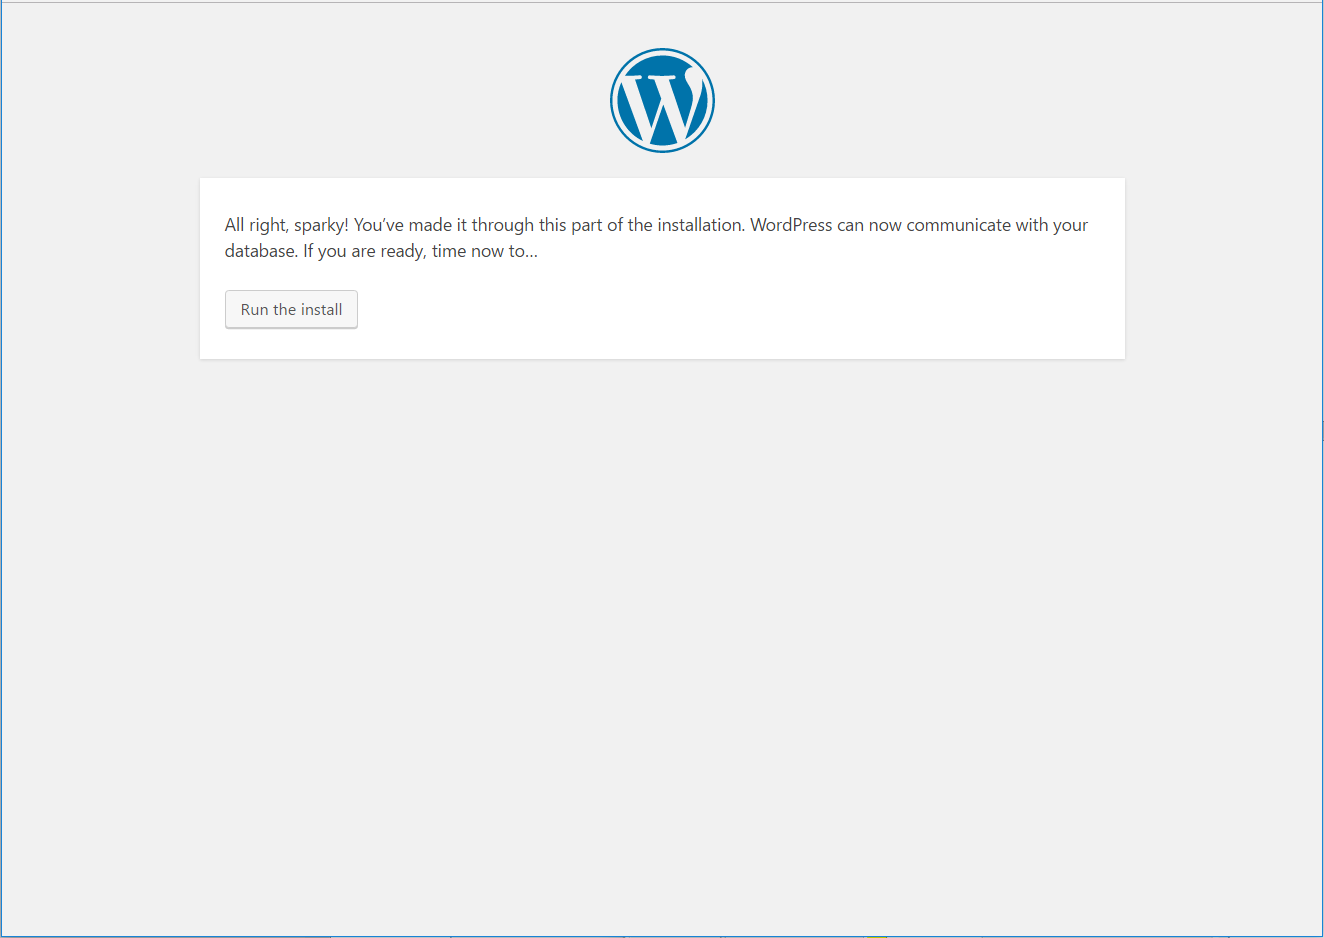 All right, sparky! You’ve made it through this part of the installation. WordPress can now communicate with your
database. If you are ready, time now to…
Run the install